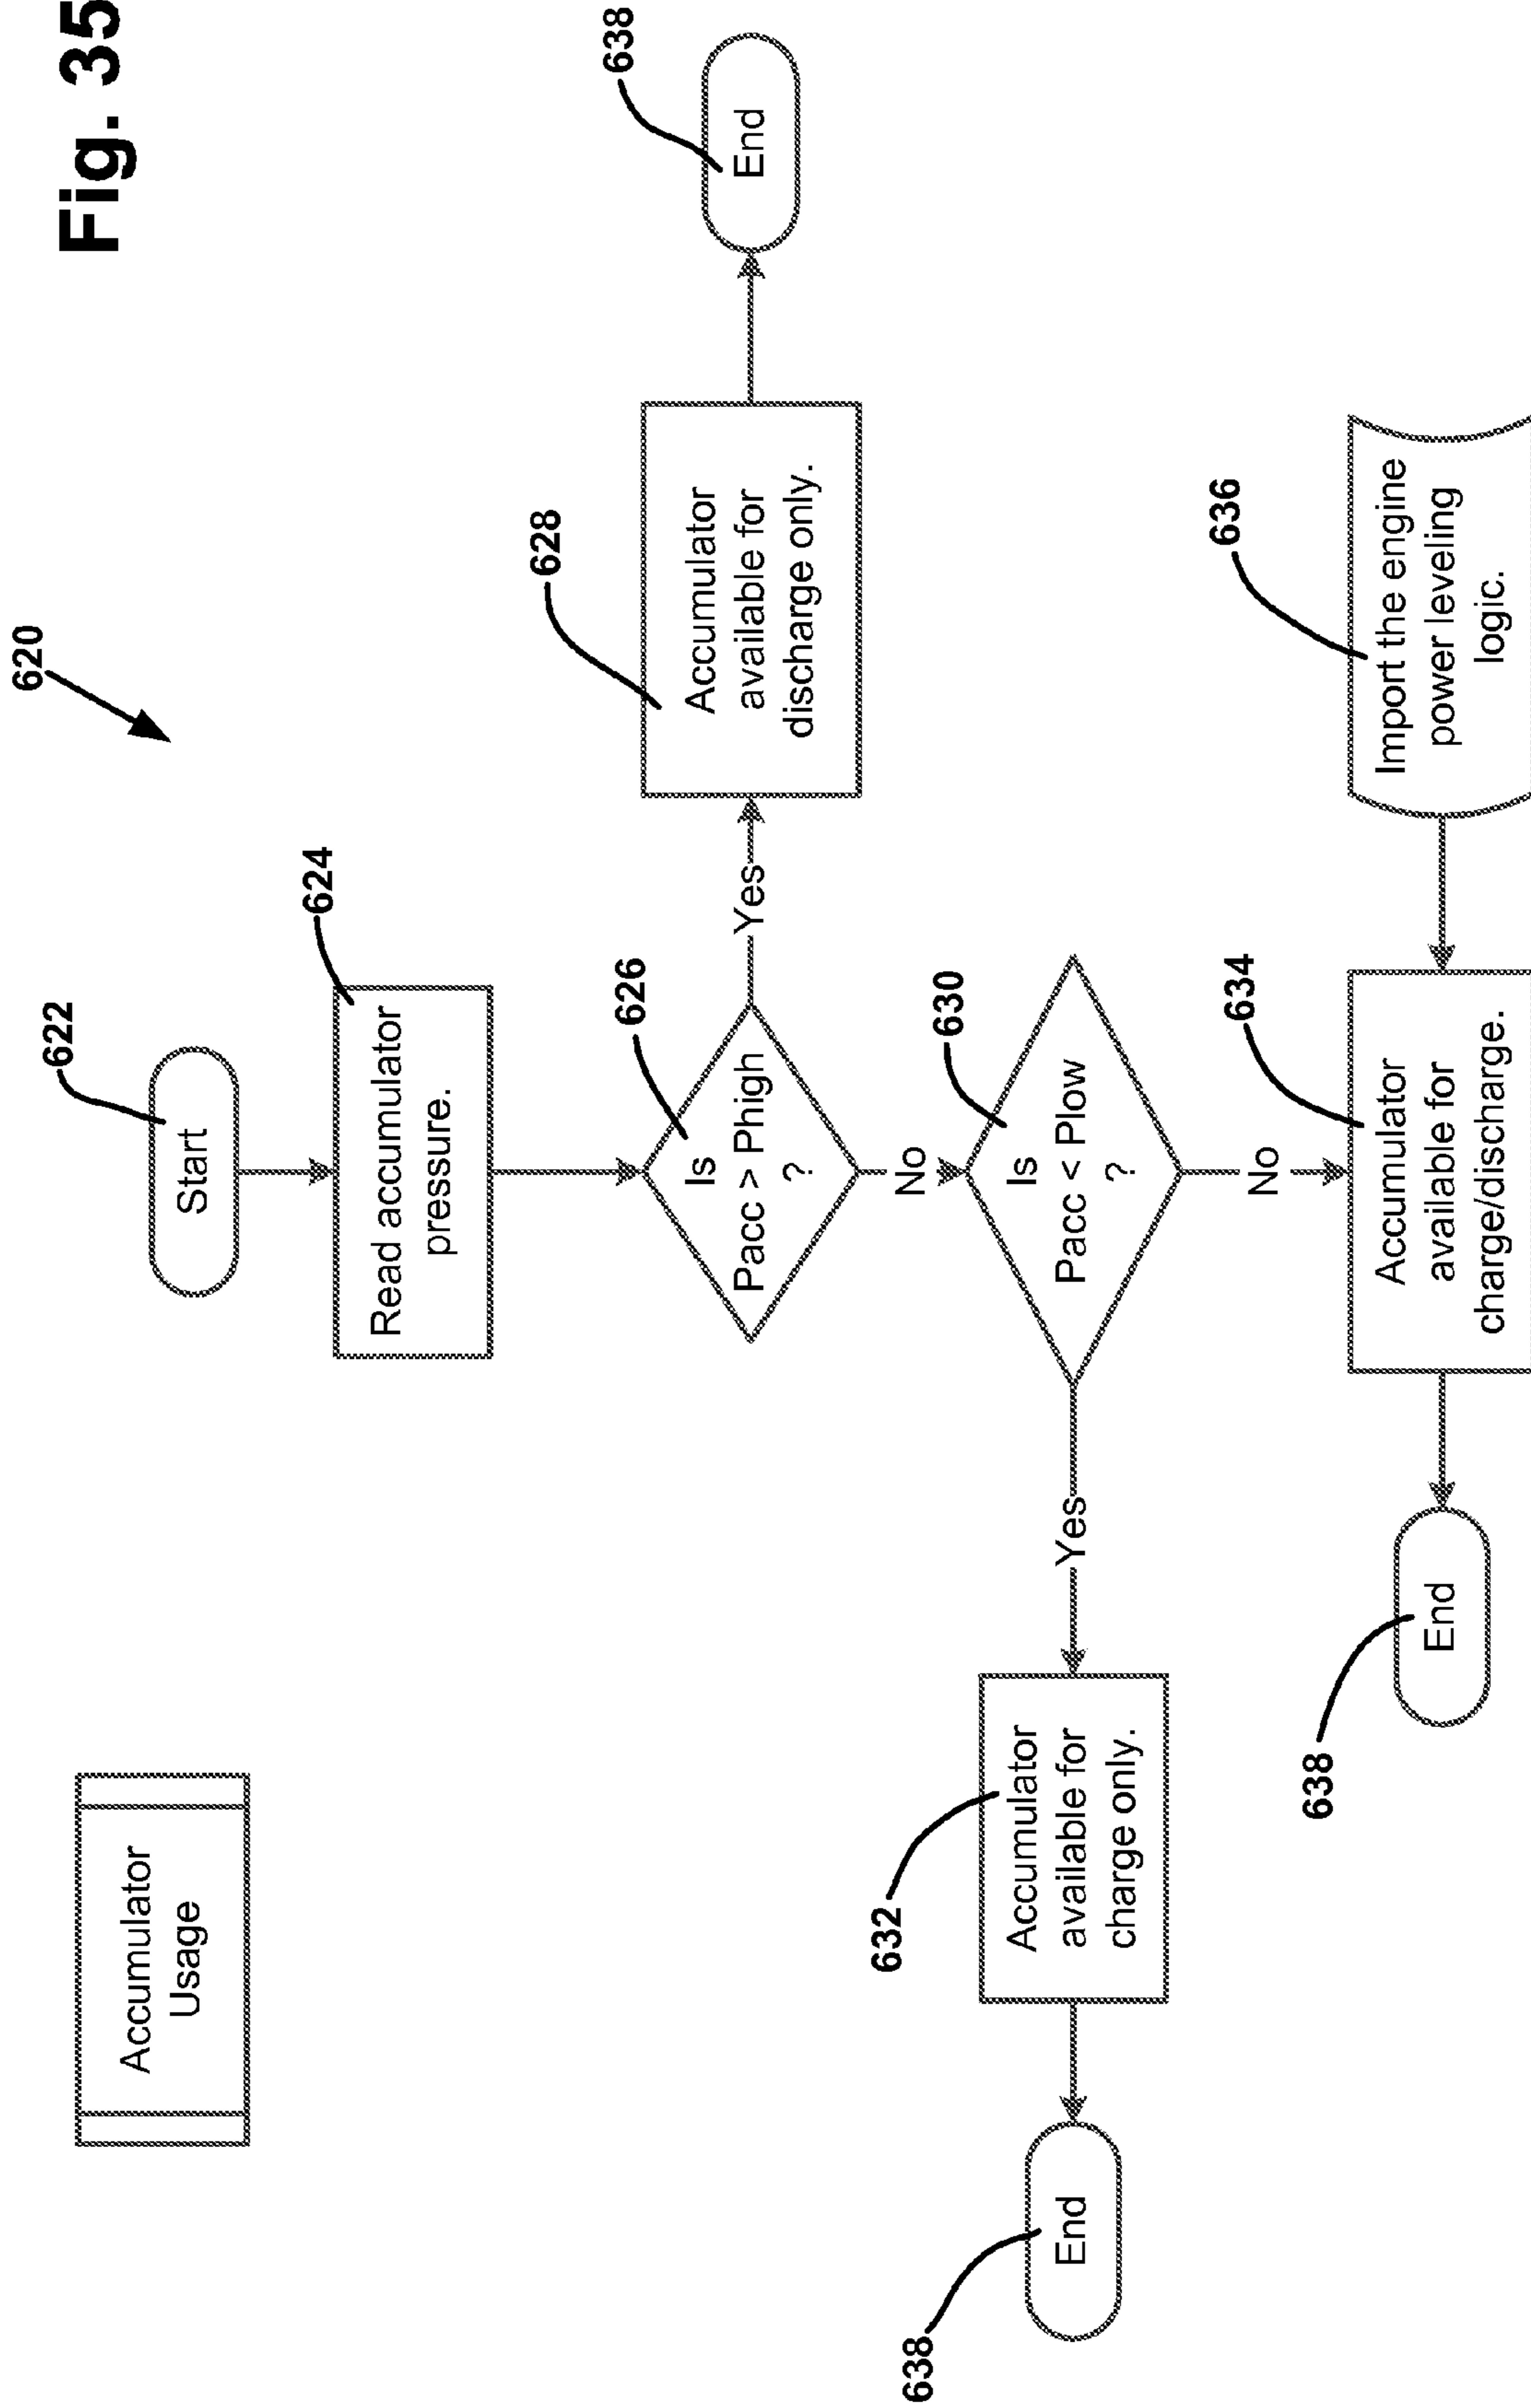 Fig. 35
620
Accumulator
Usage
622
Start
624
Read accumulator
pressure.
626
Is
Pacc > Phigh
?
Yes
628
Accumulator
available for
discharge only.
638
End
No
630
Is
Pacc < Plow
?
Yes
632
Accumulator
available for
charge only.
638
End
No
634
Accumulator
available for
charge/discharge.
636
Import the engine
power leveling
logic.
638
End